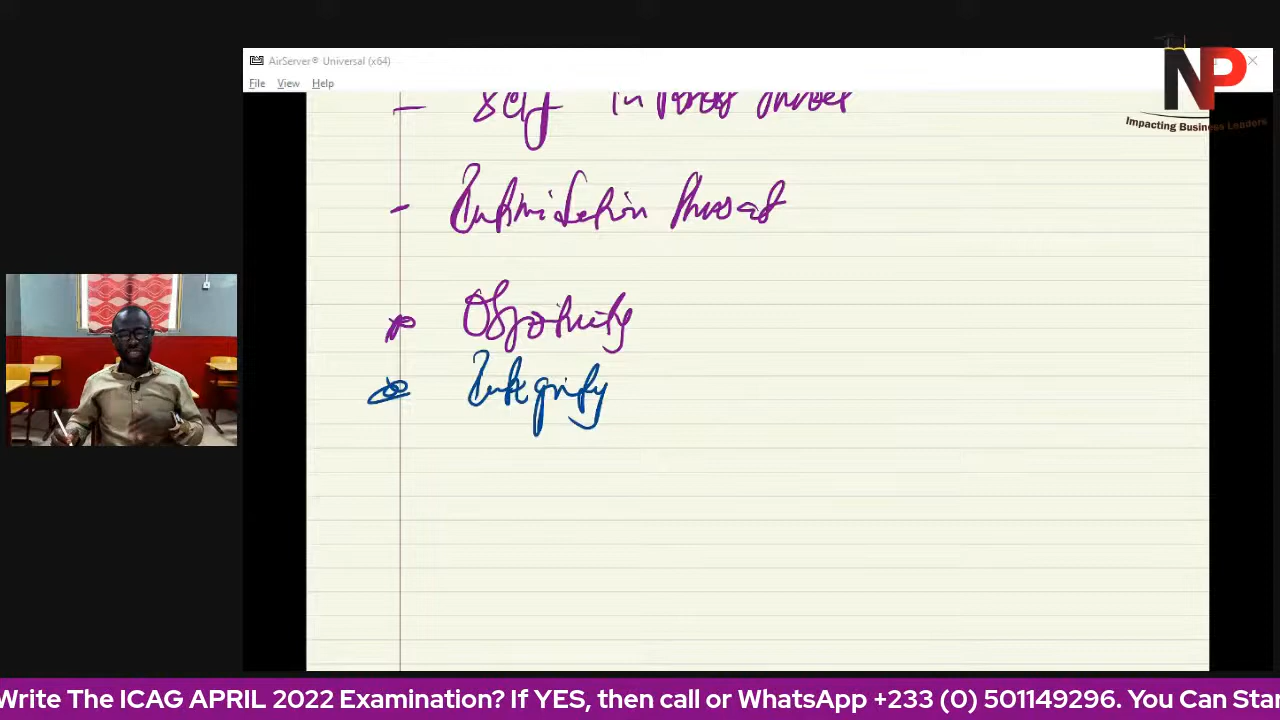 AirServer® Universal (x64)
File View Help
NP
Impacting Business Leaders
- Self Interest threat
- Intimidation threat
* Objectivity
Integrity
Write The ICAG APRIL 2022 Examination? If YES, then call or WhatsApp +233 (0) 501149296. You Can Star